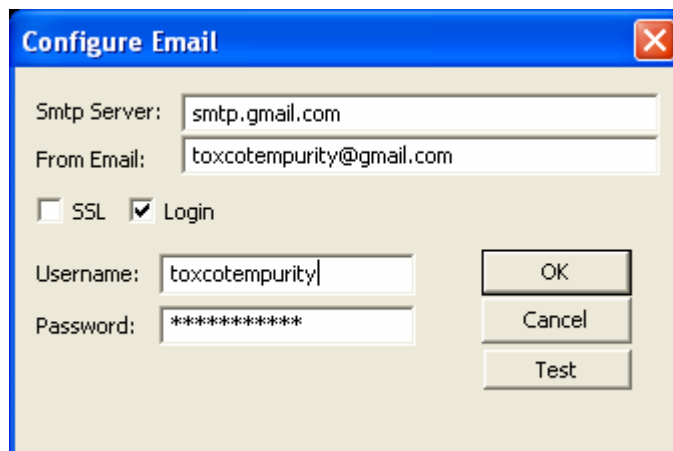 Configure Email
Smtp Server: smtp.gmail.com
From Email: toxcotempurity@gmail.com
SSL Login
Username: toxcotempurity
OK
Password: ***********
Cancel
Test